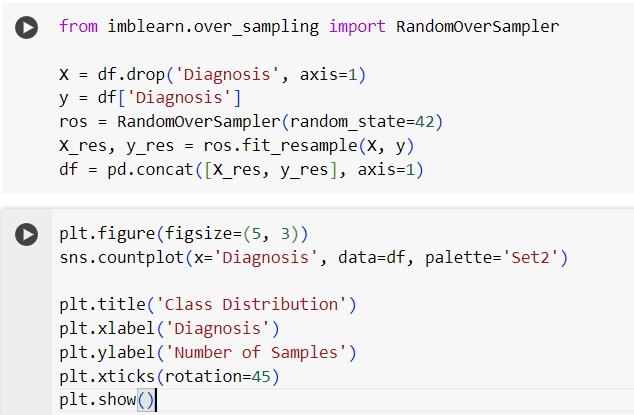 from imblearn.over_sampling import RandomOverSampler
X = df.drop('Diagnosis', axis=1)
y = df['Diagnosis']
ros = RandomOverSampler(random_state=42)
X_res, y_res = ros.fit_resample(X, y)
df = pd.concat([X_res, y_res], axis=1)
plt.figure(figsize=(5, 3))
sns.countplot(x='Diagnosis', data=df, palette='Set2')
plt.title('Class Distribution')
plt.xlabel('Diagnosis')
plt.ylabel('Number of Samples')
plt.xticks(rotation=45)
plt.show()